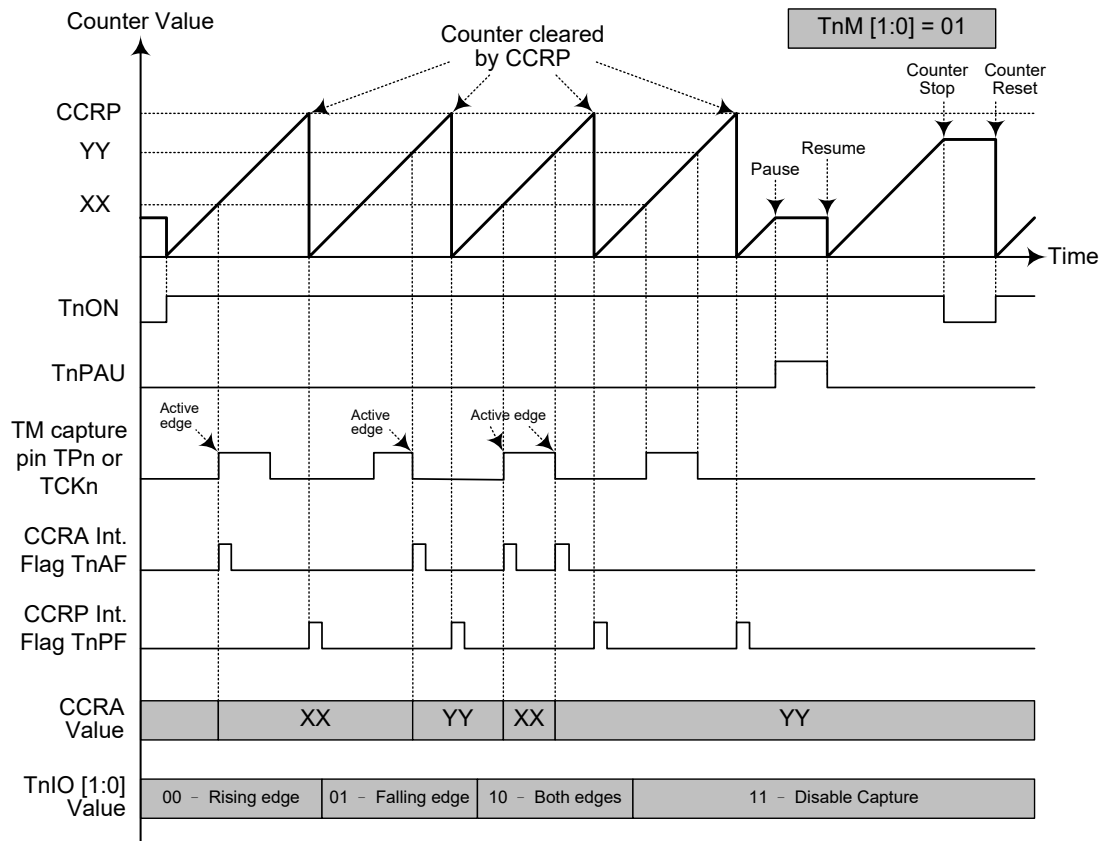 Counter Value
TnM [1:0] = 01
Counter cleared
by CCRP
Counter
Stop
Counter
Reset
CCRP
YY
XX
Pause
Resume
Time
TnON
TnPAU
Active
edge
Active
edge
Active edge
TM capture
pin TPn or
TCKn
CCRA Int.
Flag TnAF
CCRP Int.
Flag TnPF
CCRA
Value
XX
YY
XX
YY
TnIO [1:0]
Value
00 - Rising edge
01 - Falling edge
10 - Both edges
11 - Disable Capture